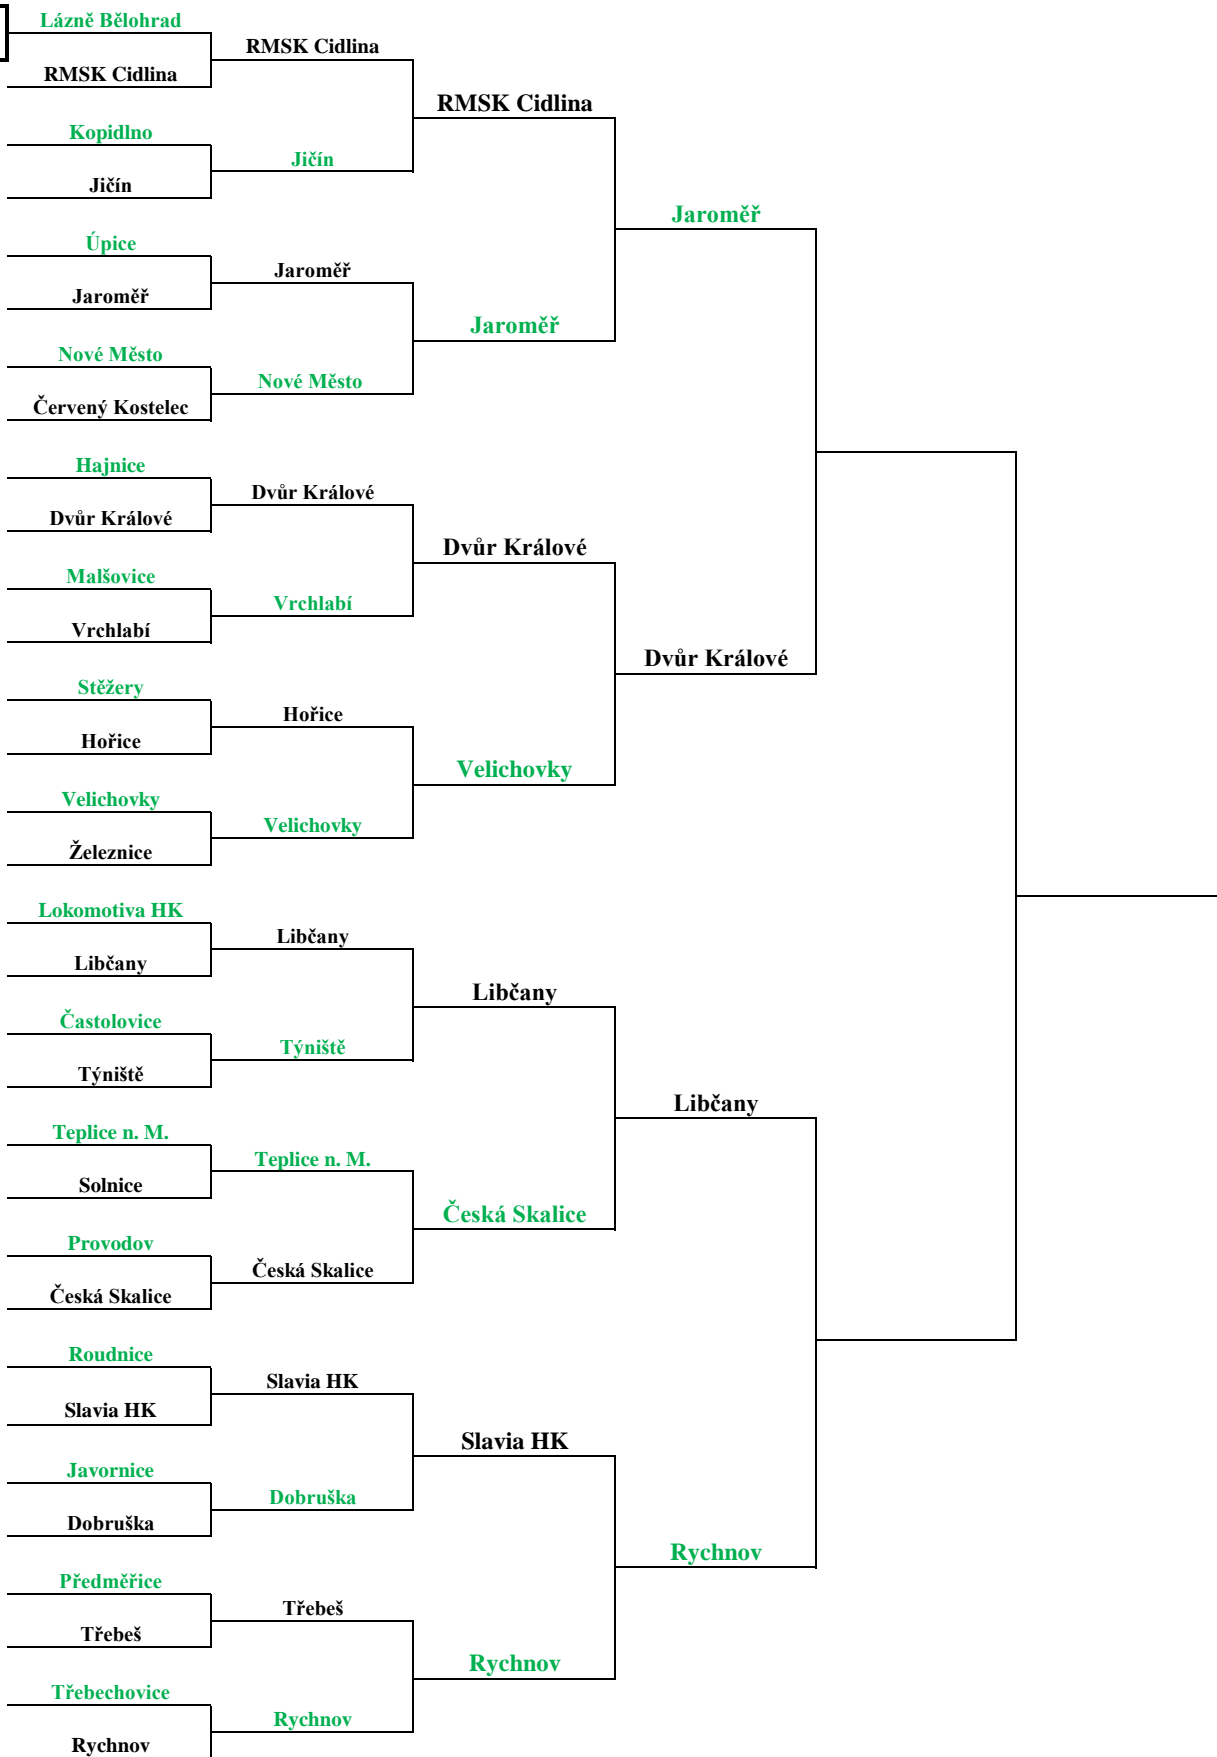 Lázně Bělohrad
RMSK Cidlina
Kopidlno
Jičín
Úpice
Jaroměř
Nové Město
Červený Kostelec
Hajnice
Dvůr Králové
Malšovice
Vrchlabí
Stěžery
Hořice
Velichovky
Železnice
Lokomotiva HK
Libčany
Častolovice
Týniště
Teplice n. M.
Solnice
Provodov
Česká Skalice
Roudnice
Slavia HK
Javornice
Dobruška
Předměřice
Třebeš
Třebechovice
Rychnov
RMSK Cidlina
Jičín
Jaroměř
Nové Město
Dvůr Králové
Vrchlabí
Hořice
Velichovky
Libčany
Týniště
Teplice n. M.
Česká Skalice
Slavia HK
Dobruška
Třebeš
Rychnov
RMSK Cidlina
Jaroměř
Dvůr Králové
Velichovky
Libčany
Česká Skalice
Slavia HK
Rychnov
Jaroměř
Dvůr Králové
Libčany
Rychnov